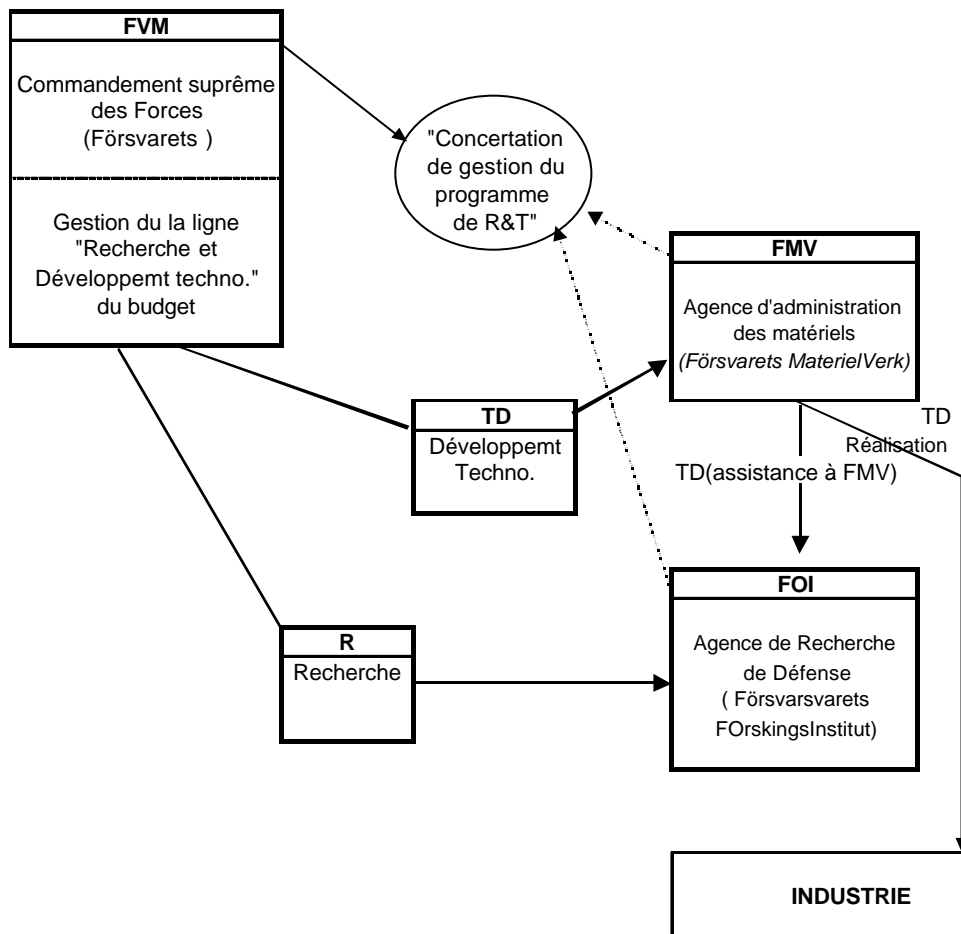 FVM
Commandement suprême
des Forces
(Försvarets )
Gestion du la ligne
"Recherche et
Développemt techno."
du budget
"Concertation
de gestion du
programme
de R&T"
FMV
Agence d'administration
des matériels
(Försvarets MaterielVerk)
TD
Développemt
Techno.
TD
Réalisation
TD(assistance à FMV)
FOI
Agence de Recherche
de Défense
( Försvarsvarets
FOrskingsInstitut)
R
Recherche
INDUSTRIE